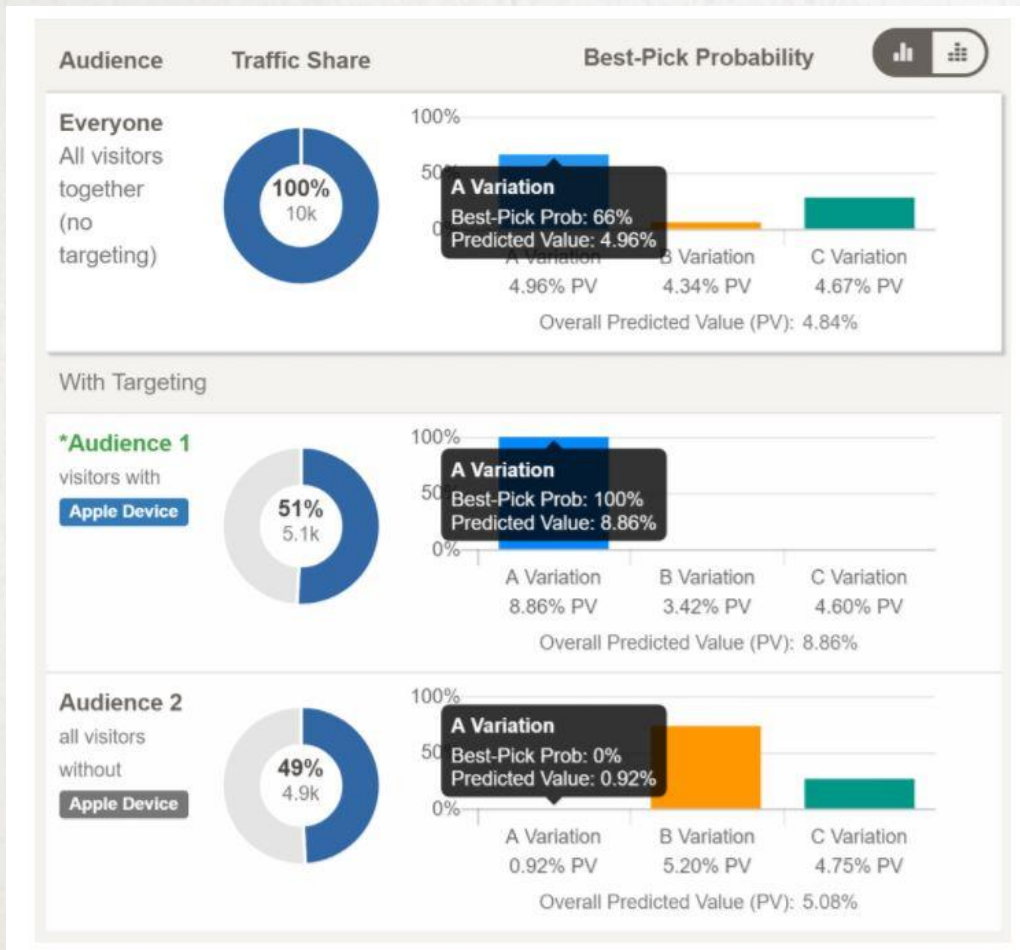 Audience Traffic Share Best-Pick Probability
Everyone
All visitors
together
(no
targeting)
100%
10k
100%
50%
0%
A Variation
Best-Pick Prob: 66%
Predicted Value: 4.96%
A Variation B Variation C Variation
4.96% PV 4.34% PV 4.67% PV
Overall Predicted Value (PV): 4.84%
With Targeting
*Audience 1
visitors with
Apple Device
51%
5.1k
100%
50
0%
A Variation
Best-Pick Prob: 100%
Predicted Value: 8.86%
A Variation B Variation C Variation
8.86% PV 3.42% PV 4.60% PV
Overall Predicted Value (PV): 8.86%
Audience 2
all visitors
without
Apple Device
49%
4.9k
100%
50
0%
A Variation
Best-Pick Prob: 0%
Predicted Value: 0.92%
A Variation B Variation C Variation
0.92% PV 5.20% PV 4.75% PV
Overall Predicted Value (PV): 5.08%